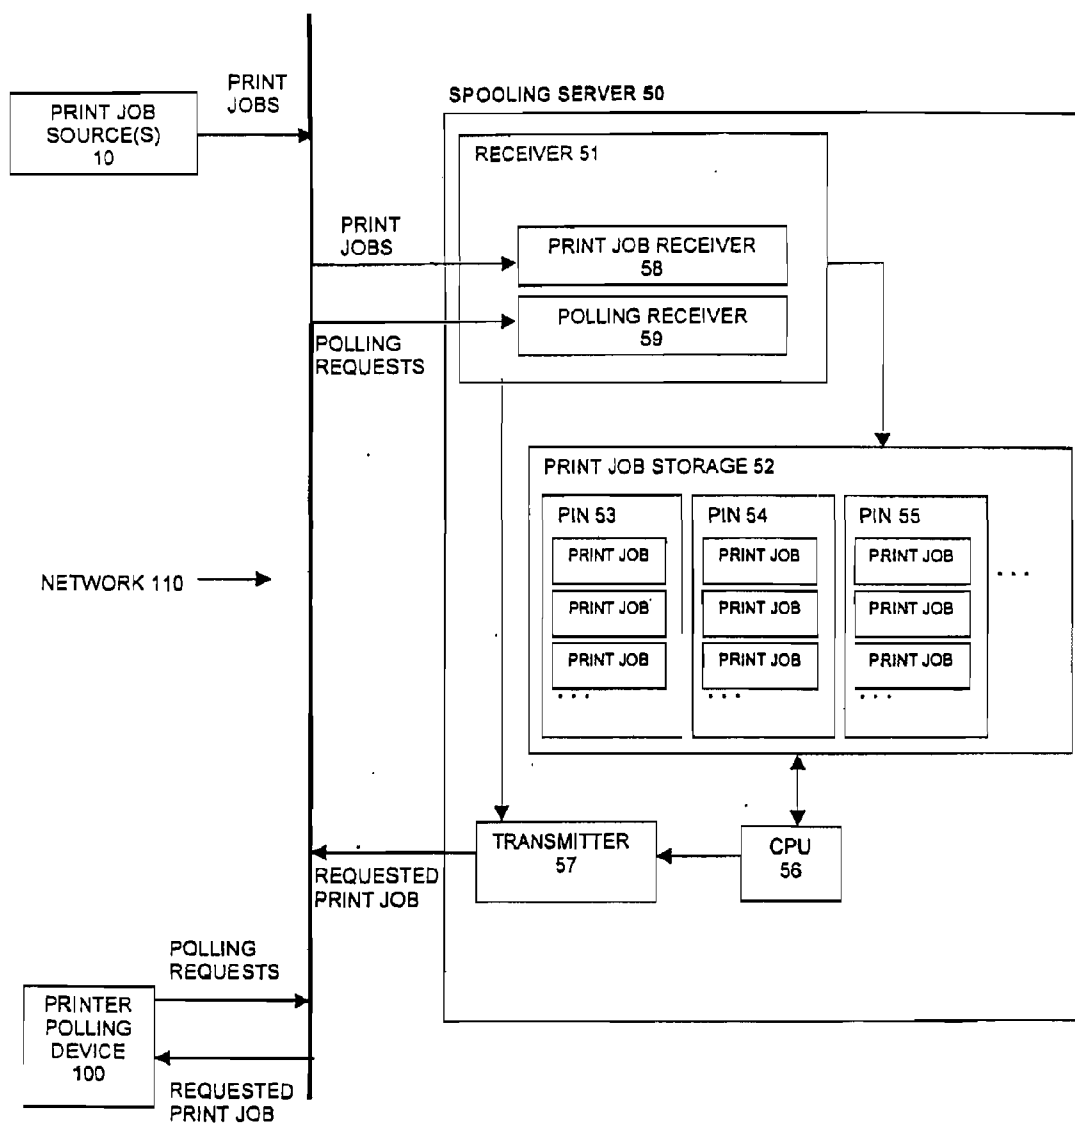 PRINT
JOBS
SPOOLING SERVER 50
PRINT JOB
SOURCE(S)
10
RECEIVER 51
PRINT
JOBS
PRINT JOB RECEIVER
58
POLLING RECEIVER
59
POLLING
REQUESTS
PRINT JOB STORAGE 52
PIN 53
PRINT JOB
PRINT JOB
PRINT JOB
...
PIN 54
PRINT JOB
PRINT JOB
PRINT JOB
...
PIN 55
PRINT JOB
PRINT JOB
PRINT JOB
...
...
NETWORK 110
TRANSMITTER
57
CPU
56
REQUESTED
PRINT JOB
POLLING
REQUESTS
PRINTER
POLLING
DEVICE
100
REQUESTED
PRINT JOB